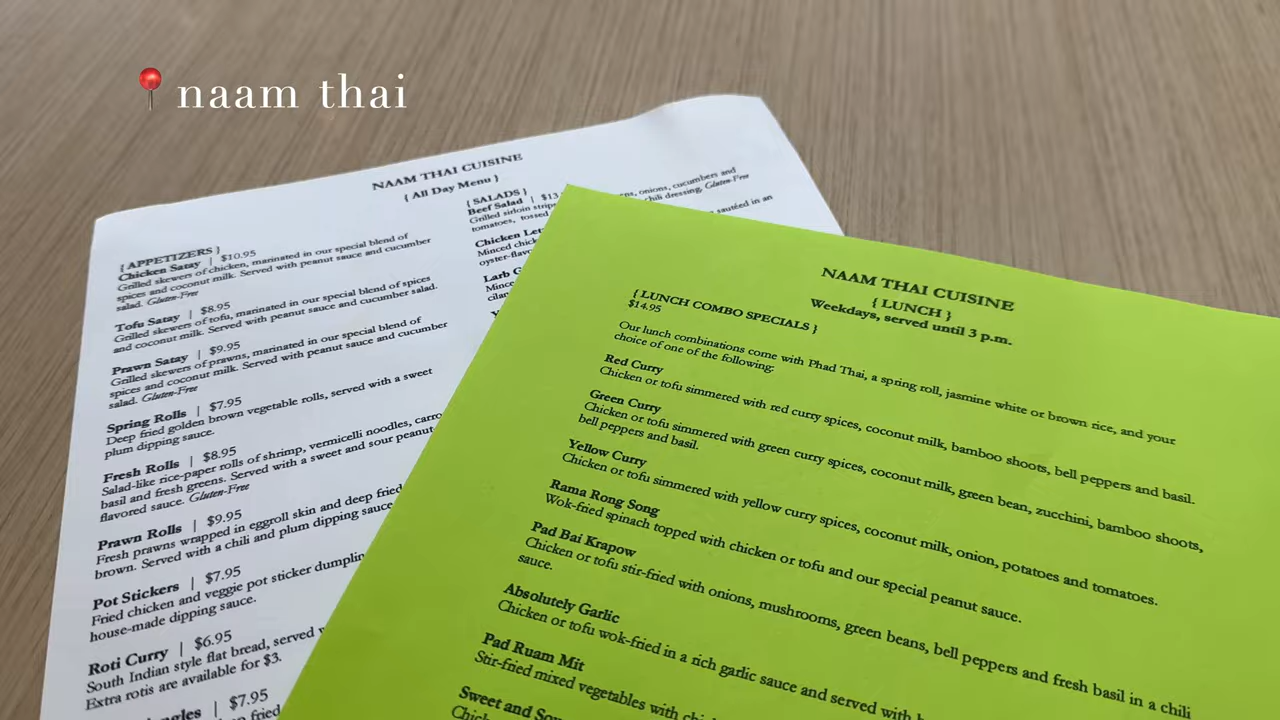 naam thai
NAAM THAI CUISINE
{ All Day Menu }
{ APPETIZERS }
Chicken Satay | $10.95
Grilled skewers of chicken, marinated in our special blend of
spices and coconut milk. Served with peanut sauce and cucumber
salad. Gluten-Free
Tofu Satay | $8.95
Grilled skewers of tofu, marinated in our special blend of spices
and coconut milk. Served with peanut sauce and cucumber salad.
Prawn Satay | $9.95
Grilled skewers of prawns, marinated in our special blend of
spices and coconut milk. Served with peanut sauce and cucumber
salad. Gluten-Free
Spring Rolls | $7.95
Deep fried golden brown vegetable rolls, served with a sweet
plum dipping sauce.
Fresh Rolls | $8.95
Salad-like rice-paper rolls of shrimp, vermicelli noodles,
basil and fresh greens. Served with a sweet and sour peanut
flavored sauce. Gluten-Free
Prawn Rolls | $9.95
Fresh prawns wrapped in eggroll skin and deep fried
brown. Served with a chili and plum dipping sauce
Pot Stickers | $7.95
Fried chicken and veggie pot sticker
house-made dipping sauce.
Roti Curry | $6.95
South Indian style flat bread, served
Extra rotis are available for $3.
$7.95
fried
{ SALADS }
Beef Salad | $13
Grilled sirloin
onions, cucumbers and
tomatoes, tossed
chili dressing. Gluten-Free
Chicken
Minced
sautéed in an
Larb
NAAM THAI CUISINE
{ LUNCH }
Weekdays, served until 3 p.m.
{ LUNCH COMBO SPECIALS }
$14.95
Our lunch combinations come with Phad Thai, a spring roll, jasmine white or brown rice, and your
choice of one of the following:
Red Curry
Chicken or tofu simmered with red curry spices, coconut milk, bamboo shoots, bell peppers and basil.
Green Curry
Chicken or tofu simmered with green curry spices, coconut milk, green bean, zucchini, bamboo shoots,
bell peppers and basil.
Yellow Curry
Chicken or tofu simmered with yellow curry spices, coconut milk, onion, potatoes and tomatoes.
Rama Rong Song
Wok-fried spinach topped with chicken or tofu and our special peanut sauce.
Pad Bai Krapow
Chicken or tofu stir-fried with onions, mushrooms, green beans, bell peppers and fresh basil in a chili
sauce.
Absolutely Garlic
Chicken or tofu wok-fried in a rich garlic sauce and served with
Pad Ruam Mit
Stir-fried mixed vegetables with
Sweet and